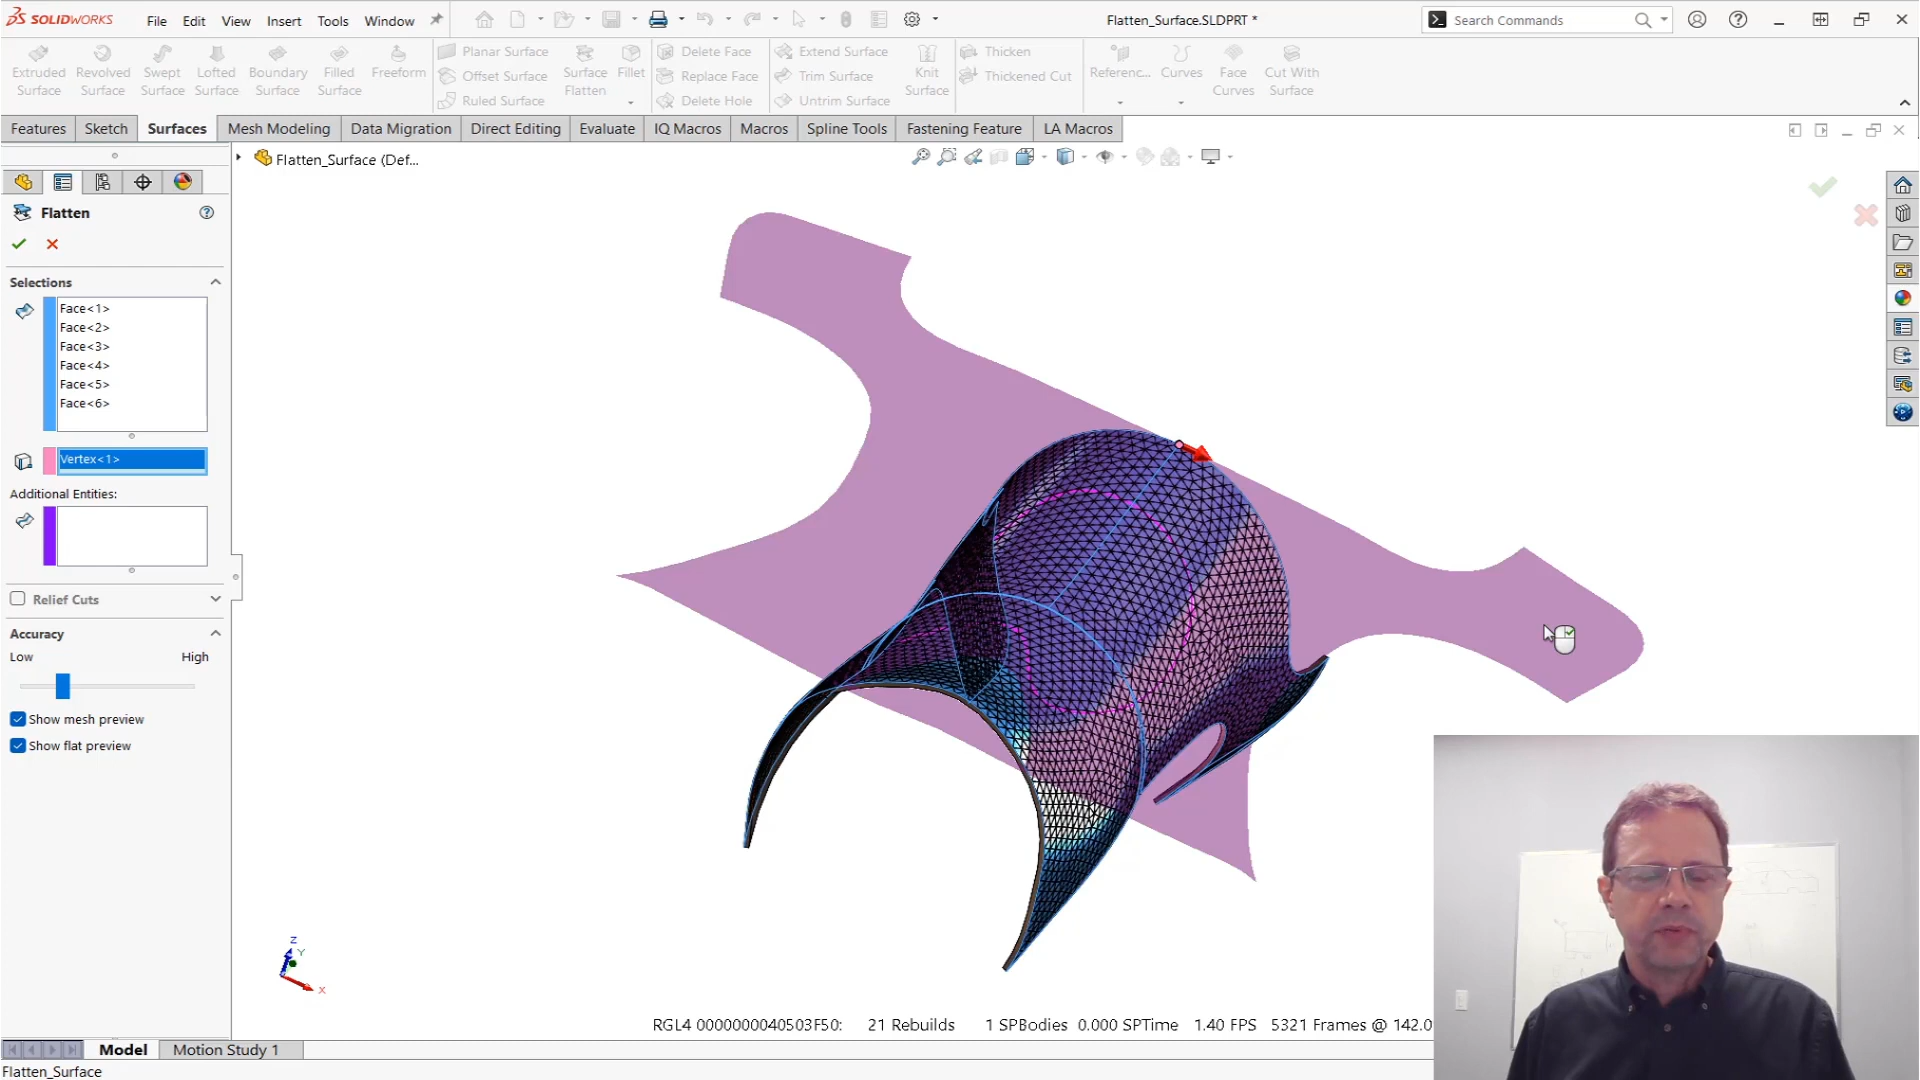 SOLIDWORKS File Edit View Insert Tools Window Flatten_Surface.SLDPRT * Search Commands
Extruded Surface
Revolved Surface
Swept Surface
Lofted Surface
Boundary Surface
Filled Surface
Freeform
Planar Surface
Offset Surface
Ruled Surface
Surface Flatten
Fillet
Delete Face
Replace Face
Delete Hole
Extend Surface
Trim Surface
Untrim Surface
Knit Surface
Thicken
Thickened Cut
Referenc...
Curves
Face Curves
Cut With Surface
Features Sketch Surfaces Mesh Modeling Data Migration Direct Editing Evaluate IQ Macros Macros Spline Tools Fastening Feature LA Macros
Flatten_Surface (Def...
Flatten
Selections
Face<1>
Face<2>
Face<3>
Face<4>
Face<5>
Face<6>
Vertex<1>
Additional Entities:
Relief Cuts
Accuracy
Low High
Show mesh preview
Show flat preview
Z
Y
X
RGL4 0000000040503F50: 21 Rebuilds 1 SPBodies 0.000 SPTime 1.40 FPS 5321 Frames @ 142.0
Model Motion Study 1
Flatten_Surface